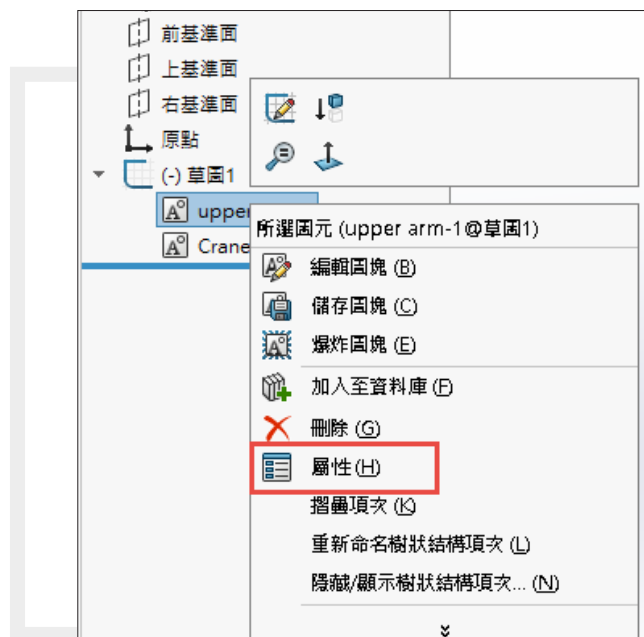 前基準面
上基準面
右基準面
原點
(-) 草圖1
upper
Crane
所選圖元 (upper arm-1@草圖1)
編輯圖塊 (B)
儲存圖塊 (C)
爆炸圖塊 (E)
加入至資料庫 (F)
刪除 (G)
屬性(H)
摺疊項次 (K)
重新命名樹狀結構項次 (L)
隱藏/顯示樹狀結構項次... (N)